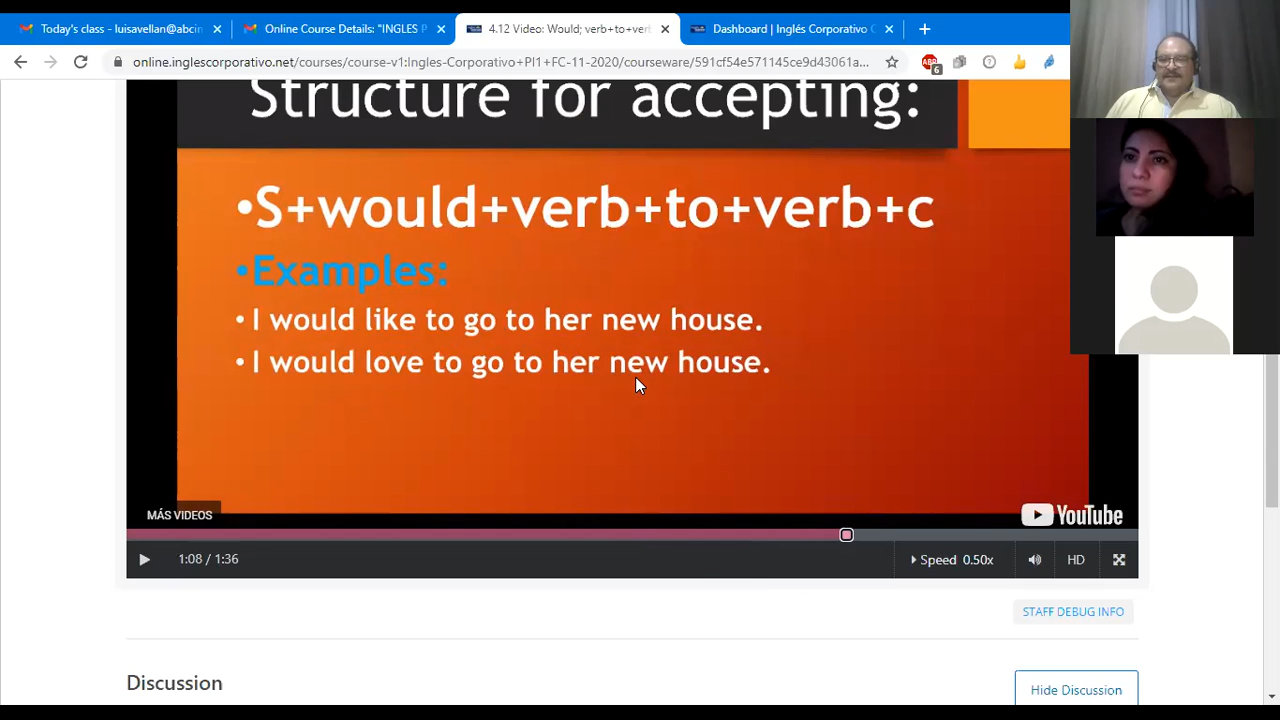 Today's class - luisavellan@abcin
Online Course Details: "INGLES P
4.12 Video: Would; verb+to+verb
Dashboard | Inglés Corporativo C
online.inglescorporativo.net/courses/course-v1:Ingles-Corporativo+PI1+FC-11-2020/courseware/591cf54e571145ce9d43061a...
ABP
6
Structure for accepting:
•S+would+verb+to+verb+c
•Examples:
• I would like to go to her new house.
• I would love to go to her new house.
MÁS VIDEOS
YouTube
1:08 / 1:36
Speed 0.50x
HD
STAFF DEBUG INFO
Discussion
Hide Discussion